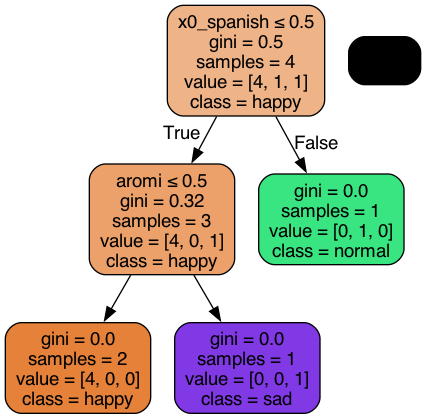 x0_spanish ≤ 0.5
gini = 0.5
samples = 4
value = [4, 1, 1]
class = happy
True
False
aromi ≤ 0.5
gini = 0.32
samples = 3
value = [4, 0, 1]
class = happy
gini = 0.0
samples = 1
value = [0, 1, 0]
class = normal
gini = 0.0
samples = 2
value = [4, 0, 0]
class = happy
gini = 0.0
samples = 1
value = [0, 0, 1]
class = sad